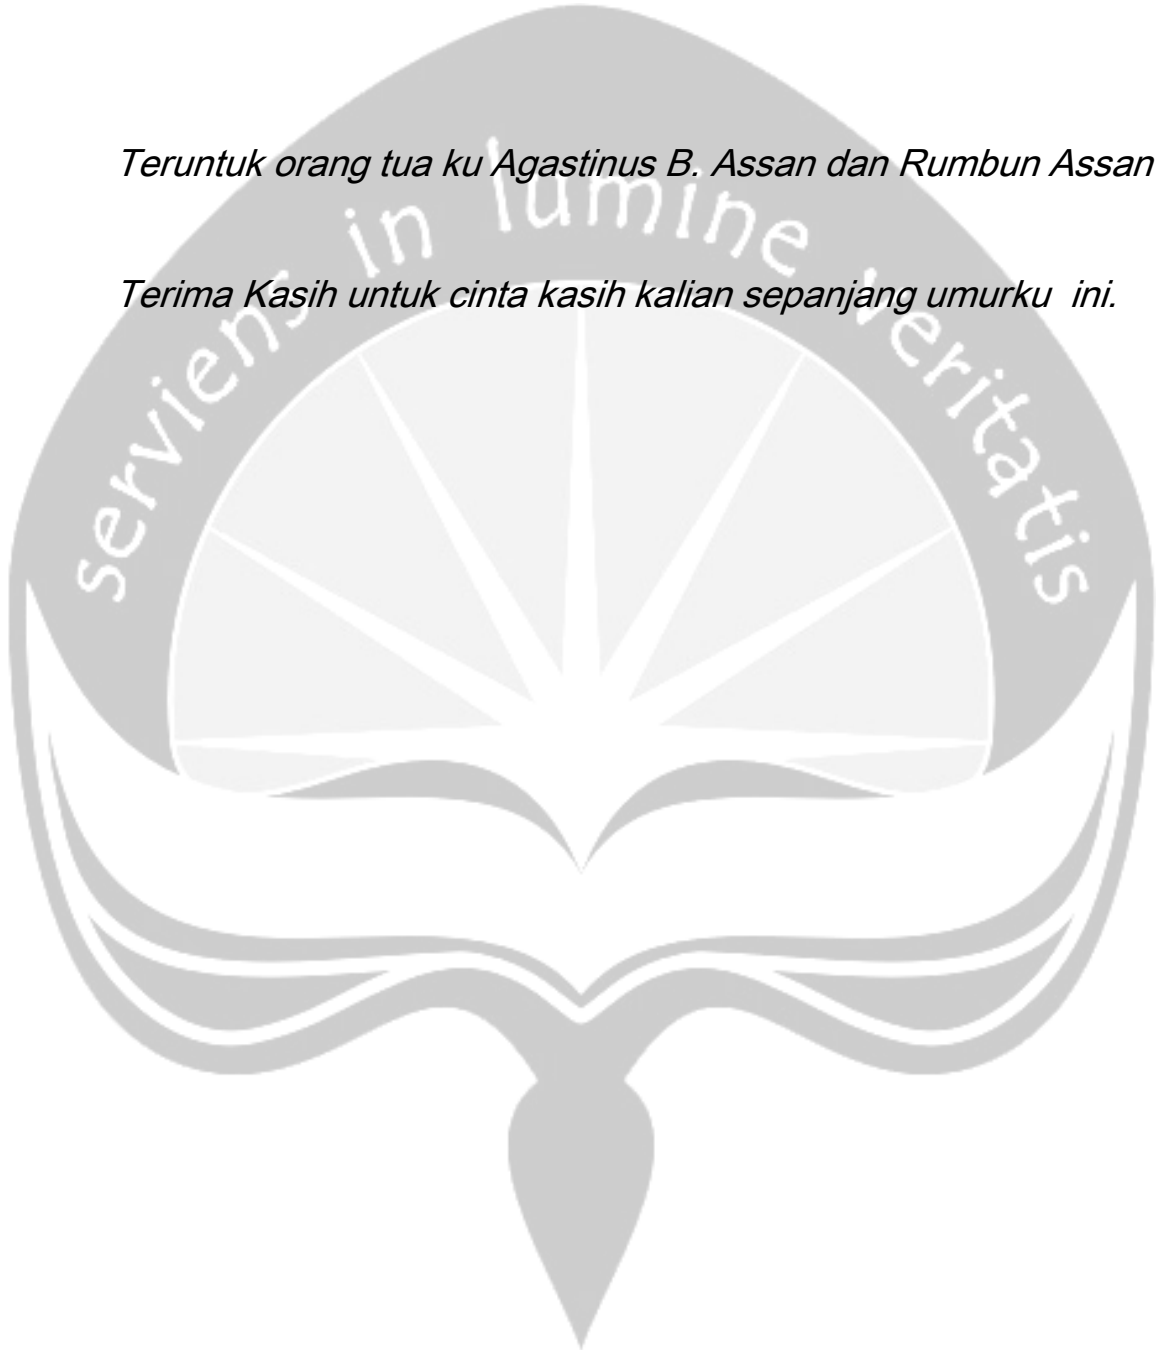 Teruntuk orang tua ku Agastinus B. Assan dan Rumbun Assan
serviens in lumine veritatis
Terima Kasih untuk cinta kasih kalian sepanjang umurku  ini.